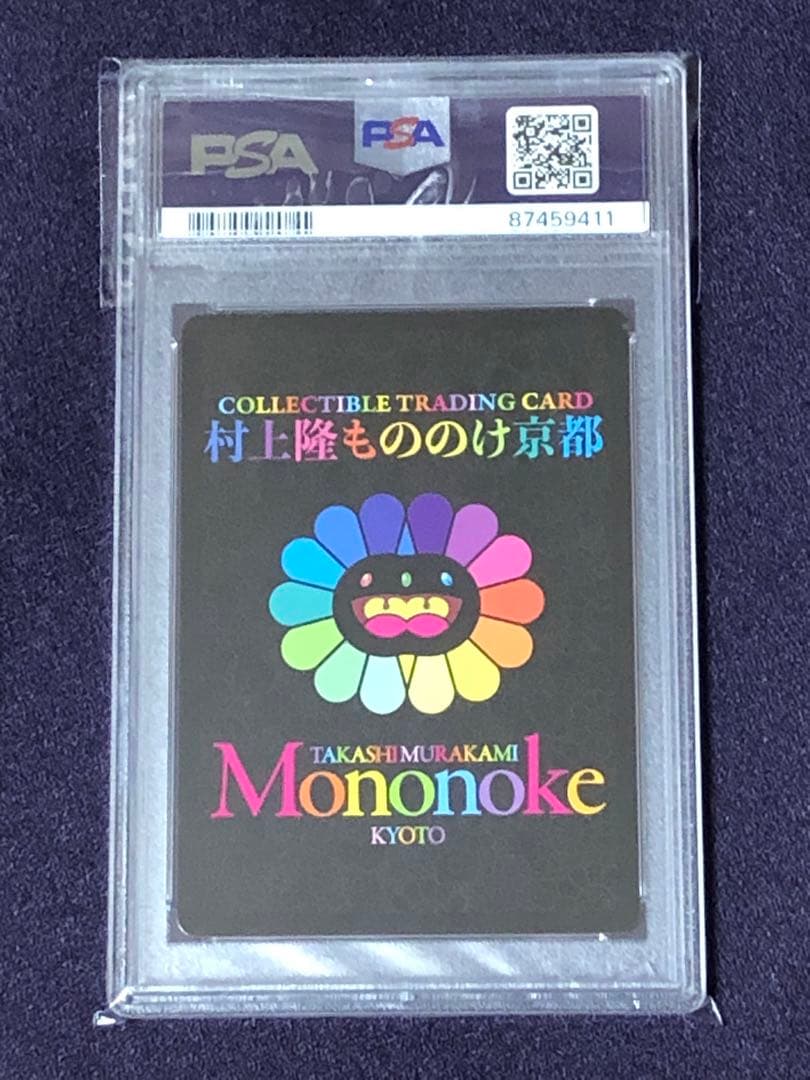 PSA
PSA
87459411
COLLECTIBLE TRADING CARD
村上隆もののけ京都
TAKASHI MURAKAMI
Mononoke
KYOTO